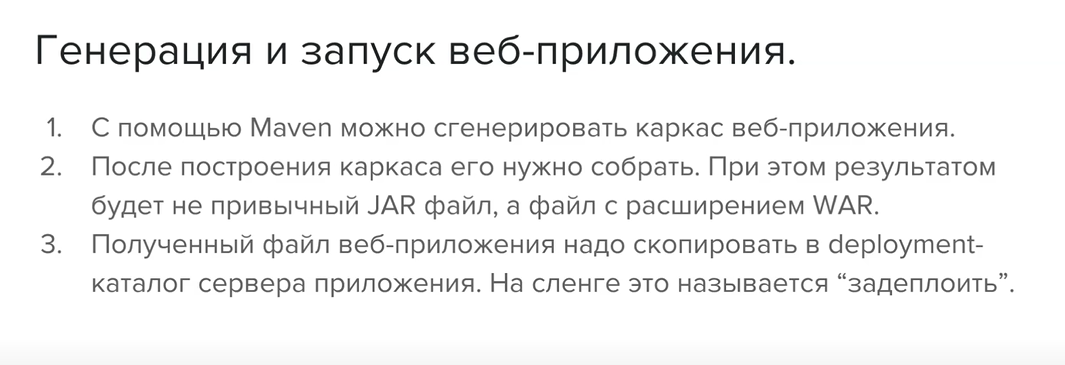 Генерация и запуск веб-приложения.
1. С помощью Maven можно сгенерировать каркас веб-приложения.
2. После построения каркаса его нужно собрать. При этом результатом
будет не привычный JAR файл, а файл с расширением WAR.
3. Полученный файл веб-приложения надо скопировать в deployment-
каталог сервера приложения. На сленге это называется “задеплоить”.